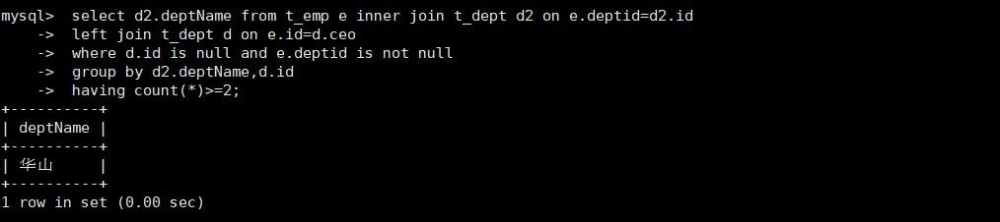 mysql>  select d2.deptName from t_emp e inner join t_dept d2 on e.deptid=d2.id
    ->  left join t_dept d on e.id=d.ceo
    ->  where d.id is null and e.deptid is not null
    ->  group by d2.deptName,d.id
    ->  having count(*)>=2;
+----------+
| deptName |
+----------+
| 华山     |
+----------+
1 row in set (0.00 sec)